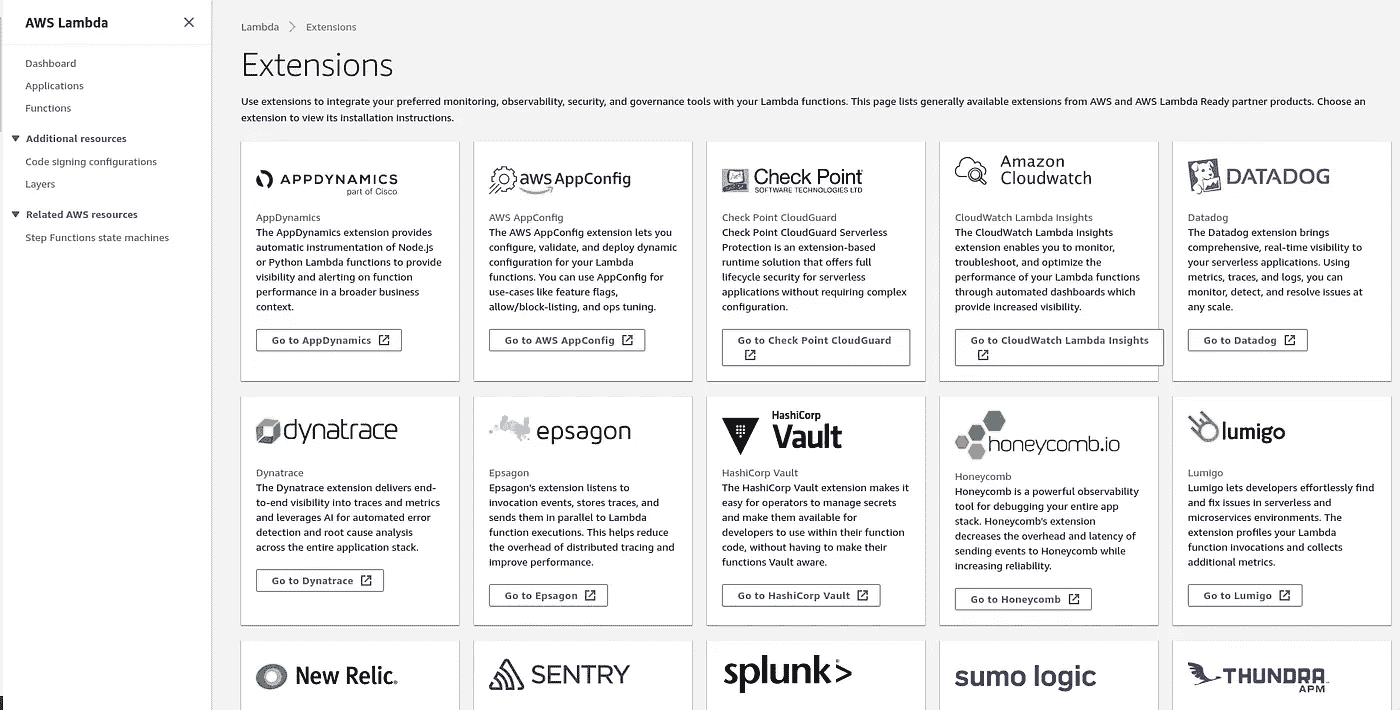 AWS Lambda
Dashboard
Applications
Functions
Additional resources
Code signing configurations
Layers
Related AWS resources
Step Functions state machines
Lambda
Extensions
Extensions
Use extensions to integrate your preferred monitoring, observability, security, and governance tools with your Lambda functions. This page lists generally available extensions from AWS and AWS Lambda Ready partner products. Choose an
extension to view its installation instructions.
APPDYNAMICS
part of Cisco
AppDynamics
The AppDynamics extension provides
automatic instrumentation of Node.js
or Python Lambda functions to provide
visibility and alerting on function
performance in a broader business
context.
Go to AppDynamics
aws AppConfig
AWS AppConfig
The AWS AppConfig extension lets you
configure, validate, and deploy dynamic
configuration for your Lambda
functions. You can use AppConfig for
use-cases like feature flags,
allow/block-listing, and ops tuning.
Go to AWS AppConfig
Check Point
SOFTWARE TECHNOLOGIES LTD
Check Point CloudGuard
Check Point CloudGuard Serverless
Protection is an extension-based
runtime solution that offers full
lifecycle security for serverless
applications without requiring complex
configuration.
Go to Check Point CloudGuard
Amazon
Cloudwatch
CloudWatch Lambda Insights
The CloudWatch Lambda Insights
extension enables you to monitor,
troubleshoot, and optimize the
performance of your Lambda functions
through automated dashboards which
provide increased visibility.
Go to CloudWatch Lambda Insights
DATADOG
Datadog
The Datadog extension brings
comprehensive, real-time visibility to
your serverless applications. Using
metrics, traces, and logs, you can
monitor, detect, and resolve issues at
any scale.
Go to Datadog
dynatrace
Dynatrace
The Dynatrace extension delivers end-
to-end visibility into traces and metrics
and leverages AI for automated error
detection and root cause analysis
across the entire application stack.
Go to Dynatrace
epsagon
Epsagon
Epsagon's extension listens to
invocation events, stores traces, and
sends them in parallel to Lambda
function executions. This helps reduce
the overhead of distributed tracing and
improve performance.
Go to Epsagon
HashiCorp
Vault
HashiCorp Vault
The HashiCorp Vault extension makes it
easy for operators to manage secrets
and make them available for
developers to use within their function
code, without having to make their
functions Vault aware.
Go to HashiCorp Vault
honeycomb.io
Honeycomb
Honeycomb is a powerful observability
tool for debugging your entire app
stack. Honeycomb's extension
decreases the overhead and latency of
sending events to Honeycomb while
increasing reliability.
Go to Honeycomb
lumigo
Lumigo
Lumigo lets developers effortlessly find
and fix issues in serverless and
microservices environments. The
extension profiles your Lambda
function invocations and collects
additional metrics.
Go to Lumigo
New Relic.
SENTRY
splunk>
sumo logic
THUNDRA
APM